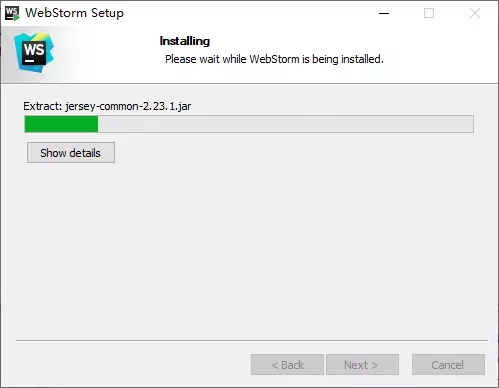 WS WebStorm Setup
WS
Installing
Please wait while WebStorm is being installed.
Extract: jersey-common-2.23.1.jar
Show details
< Back
Next >
Cancel